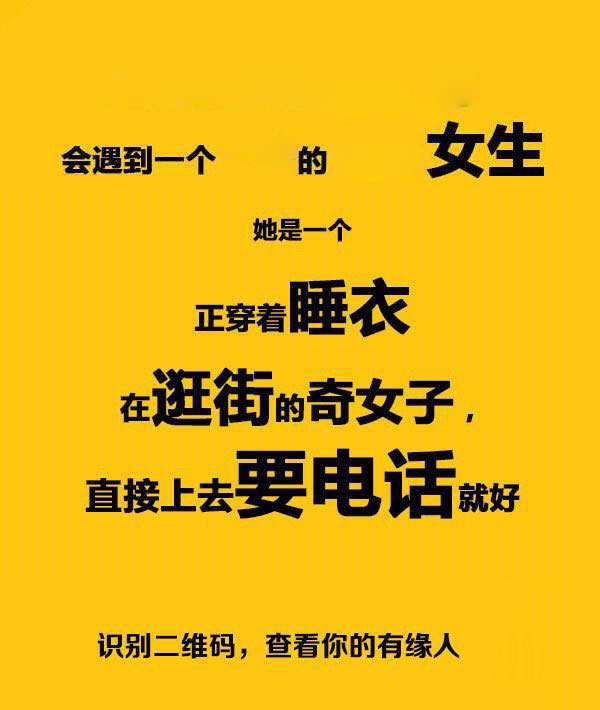 会遇到一个 的 女生
她是一个
正穿着睡衣
在逛街的奇女子，
直接上去要电话就好
识别二维码，查看你的有缘人